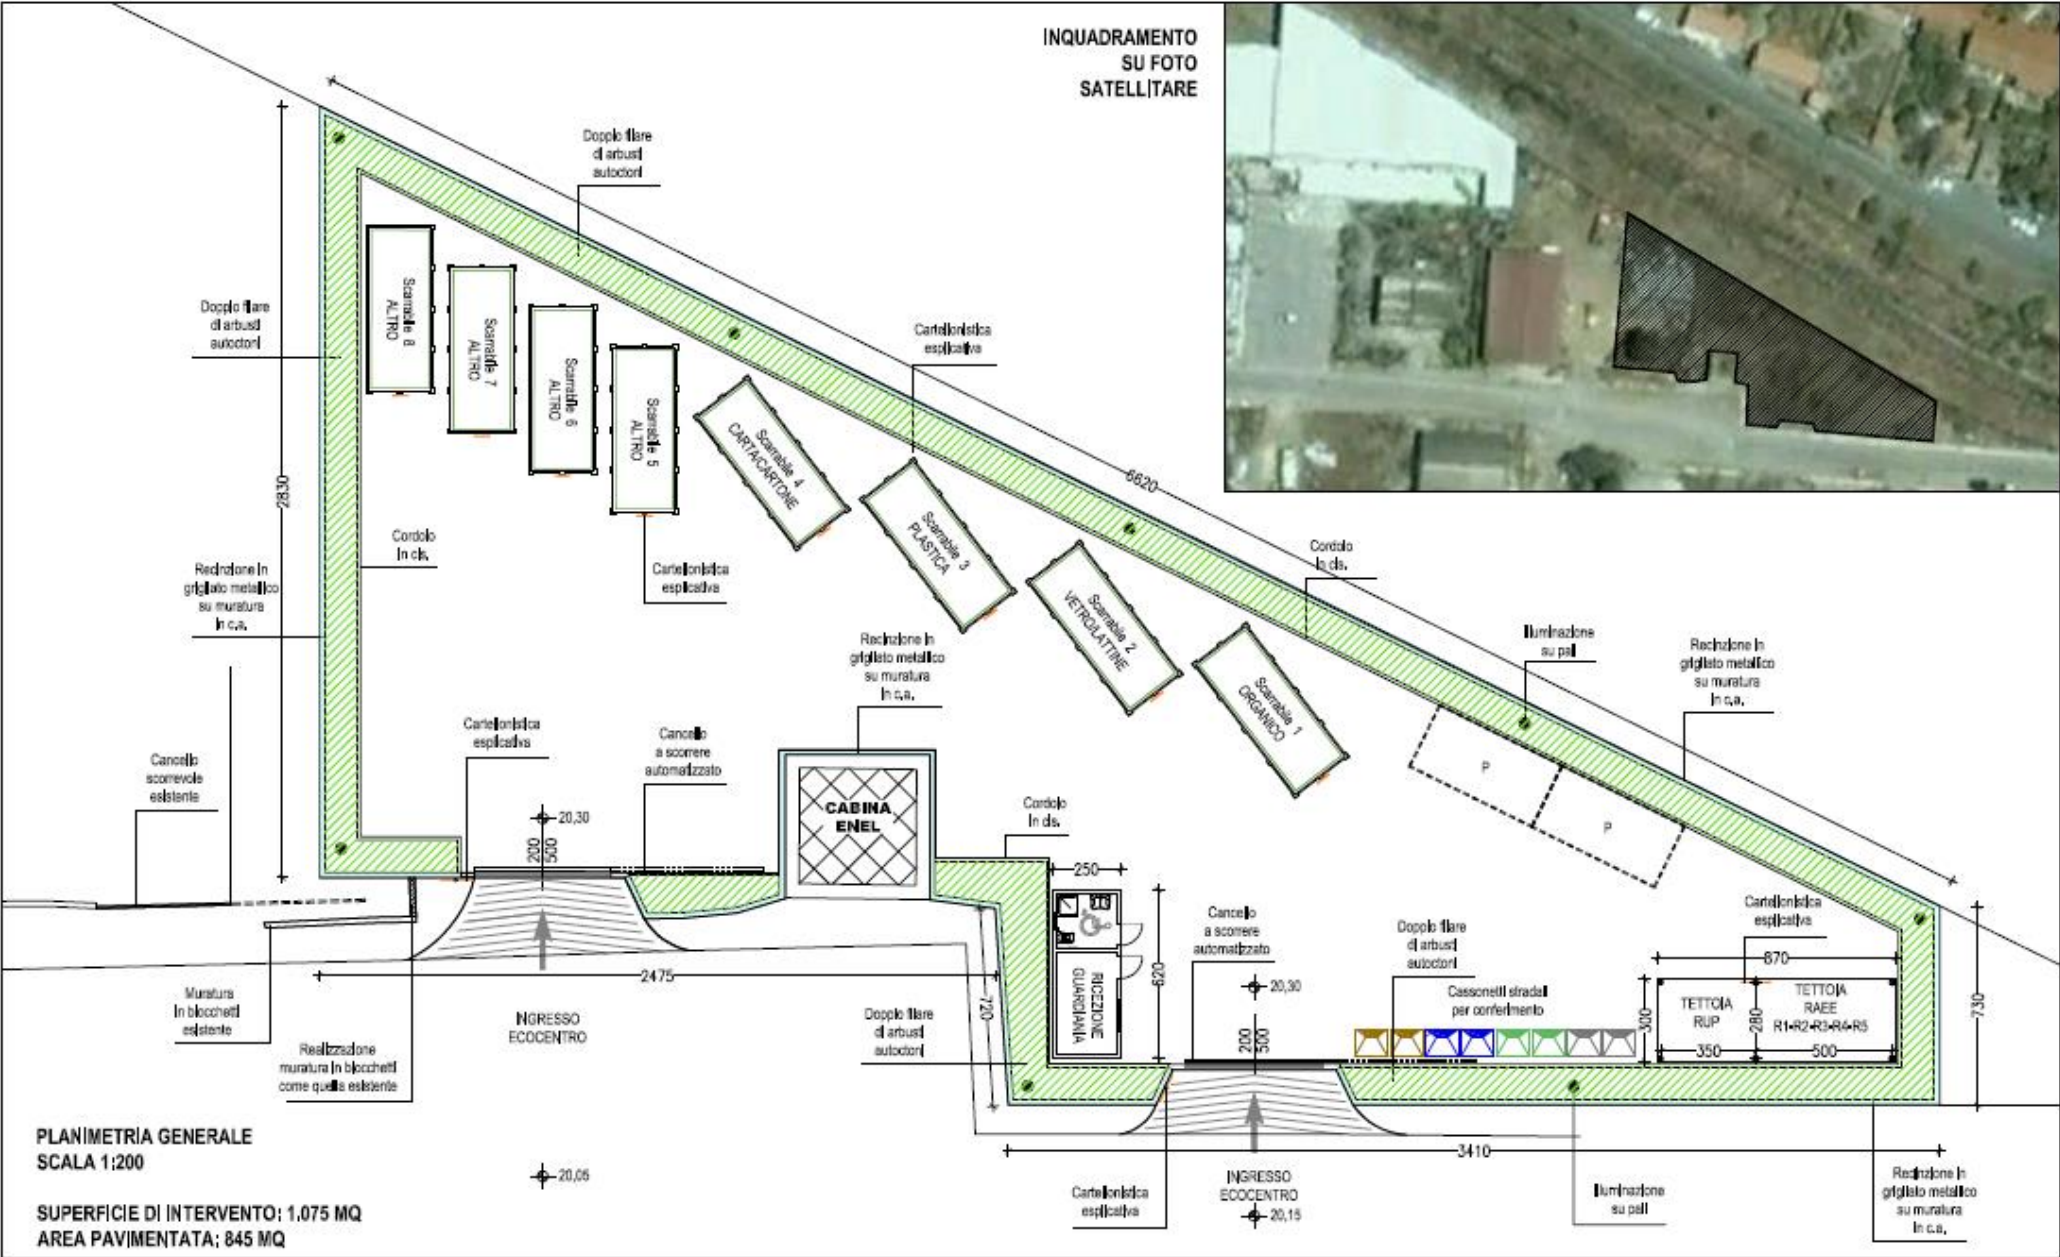 INQUADRAMENTO
SU FOTO
SATELLITARE
Doppio filare
di arbusti
autoctoni
6620
2830
Scarrabile 8
ALTRO
Scarrabile 7
ALTRO
Scarrabile 6
ALTRO
Scarrabile 5
ALTRO
Scarrabile 4
CARTA/CARTONE
Scarrabile 3
PLASTICA
Scarrabile 2
VETRO/LATTINE
Scarrabile 1
ORGANICO
Doppio filare
di arbusti
autoctoni
Cartellonistica
esplicativa
Cordolo
in cls.
Recinzione in
grigliato metallico
su muratura
in c.a.
Cartellonistica
esplicativa
Cordolo
in cls.
Recinzione in
grigliato metallico
su muratura
in c.a.
Illuminazione
su pali
Recinzione in
grigliato metallico
su muratura
in c.a.
Cartellonistica
esplicativa
Cancello
a scorrere
automatizzato
Cancello
scorrevole
esistente
P
P
CABINA
ENEL
Cordolo
in cls.
20,30
200
500
250
620
RICEZIONE
GUARDIANIA
Cancello
a scorrere
automatizzato
Doppio filare
di arbusti
autoctoni
Cartellonistica
esplicativa
870
2475
720
20,30
200
500
Cassonetti stradali
per conferimento
300
TETTOIA
RUP
350
280
TETTOIA
RAEE
R1-R2-R3-R4-R5
500
730
Muratura
in blocchetti
esistente
INGRESSO
ECOCENTRO
Doppio filare
di arbusti
autoctoni
Realizzazione
muratura in blocchetti
come quella esistente
3410
PLANIMETRIA GENERALE
SCALA 1:200
20,05
Cartellonistica
esplicativa
INGRESSO
ECOCENTRO
20,15
Illuminazione
su pali
Recinzione in
grigliato metallico
su muratura
in c.a.
SUPERFICIE DI INTERVENTO: 1.075 MQ
AREA PAVIMENTATA: 845 MQ